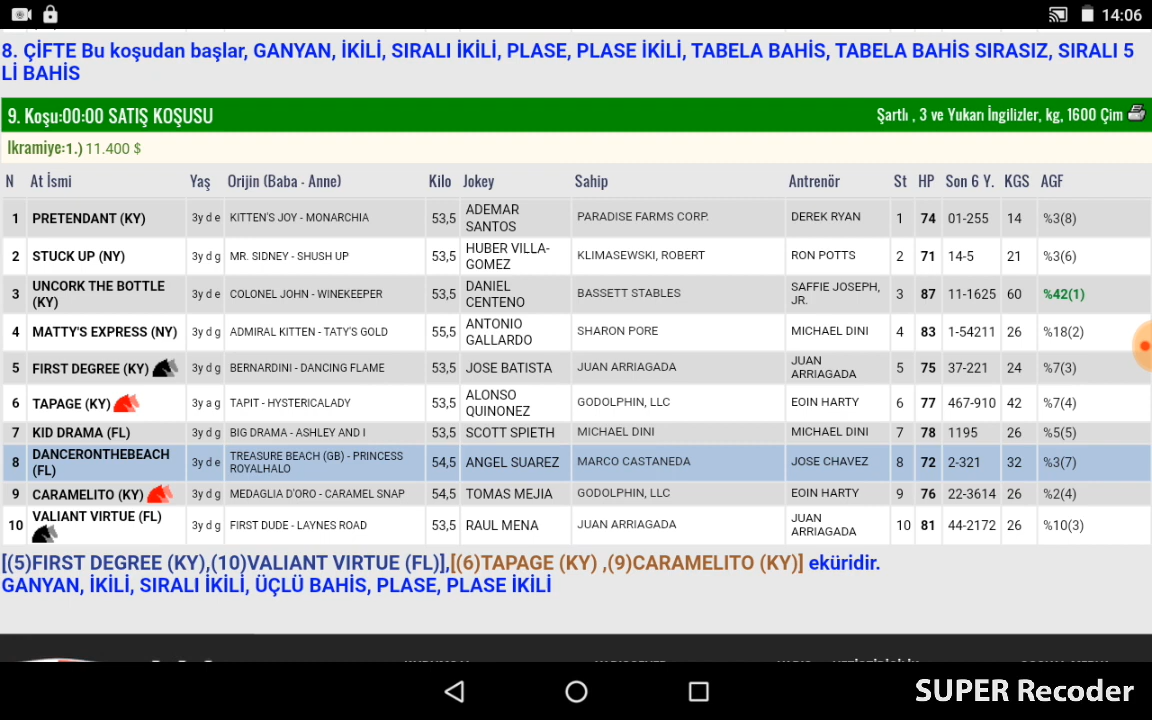 14:06
8. ÇİFTE Bu koşudan başlar, GANYAN, İKİLİ, SIRALI İKİLİ, PLASE, PLASE İKİLİ, TABELA BAHİS, TABELA BAHİS SIRASIZ, SIRALI 5
Lİ BAHİS
9. Koşu:00:00 SATIŞ KOŞUSU Şartlı , 3 ve Yukarı İngilizler, kg, 1600 Çim
İkramiye:1.) 11.400 $
N At İsmi Yaş Orijin (Baba - Anne) Kilo Jokey Sahip Antrenör St HP Son 6 Y. KGS AGF
1 PRETENDANT (KY) 3y d e KITTEN'S JOY - MONARCHIA 53,5 ADEMAR SANTOS PARADISE FARMS CORP. DEREK RYAN 1 74 01-255 14 %3(8)
2 STUCK UP (NY) 3y d g MR. SIDNEY - SHUSH UP 53,5 HUBER VILLA-GOMEZ KLIMASEWSKI, ROBERT RON POTTS 2 71 14-5 21 %3(6)
3 UNCORK THE BOTTLE (KY) 3y d e COLONEL JOHN - WINEKEEPER 53,5 DANIEL CENTENO BASSETT STABLES SAFFIE JOSEPH, JR. 3 87 11-1625 60 %42(1)
4 MATTY'S EXPRESS (NY) 3y d g ADMIRAL KITTEN - TATY'S GOLD 55,5 ANTONIO GALLARDO SHARON PORE MICHAEL DINI 4 83 1-54211 26 %18(2)
5 FIRST DEGREE (KY) 3y d g BERNARDINI - DANCING FLAME 53,5 JOSE BATISTA JUAN ARRIAGADA JUAN ARRIAGADA 5 75 37-221 24 %7(3)
6 TAPAGE (KY) 3y a g TAPIT - HYSTERICALADY 53,5 ALONSO QUINONEZ GODOLPHIN, LLC EOIN HARTY 6 77 467-910 42 %7(4)
7 KID DRAMA (FL) 3y d g BIG DRAMA - ASHLEY AND I 53,5 SCOTT SPIETH MICHAEL DINI MICHAEL DINI 7 78 1195 26 %5(5)
8 DANCERONTHEBEACH (FL) 3y d e TREASURE BEACH (GB) - PRINCESS ROYALHALO 54,5 ANGEL SUAREZ MARCO CASTANEDA JOSE CHAVEZ 8 72 2-321 32 %3(7)
9 CARAMELITO (KY) 3y d g MEDAGLIA D'ORO - CARAMEL SNAP 54,5 TOMAS MEJIA GODOLPHIN, LLC EOIN HARTY 9 76 22-3614 26 %2(4)
10 VALIANT VIRTUE (FL) 3y d g FIRST DUDE - LAYNES ROAD 53,5 RAUL MENA JUAN ARRIAGADA JUAN ARRIAGADA 10 81 44-2172 26 %10(3)
[(5)FIRST DEGREE (KY),(10)VALIANT VIRTUE (FL)],[(6)TAPAGE (KY) ,(9)CARAMELITO (KY)] eküridir.
GANYAN, İKİLİ, SIRALI İKİLİ, ÜÇLÜ BAHİS, PLASE, PLASE İKİLİ
SUPER Recoder